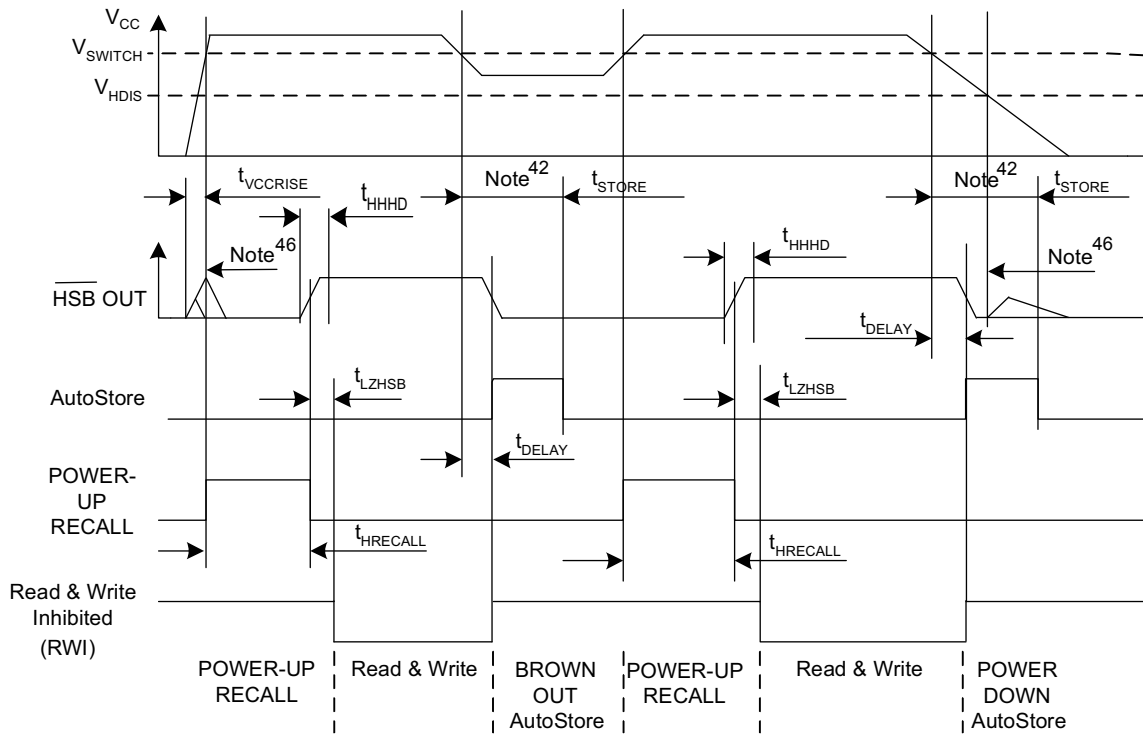 VCC
VSWITCH
VHDIS
tVCCRISE
Note42
tSTORE
Note42
tSTORE
tHHHD
Note46
tHHHD
Note46
HSB OUT
tDELAY
AutoStore
tLZHSB
tLZHSB
tDELAY
POWER-
UP
RECALL
tHRECALL
tHRECALL
Read & Write
Inhibited
(RWI)
POWER-UP
RECALL
Read & Write
BROWN
OUT
AutoStore
POWER-UP
RECALL
Read & Write
POWER
DOWN
AutoStore